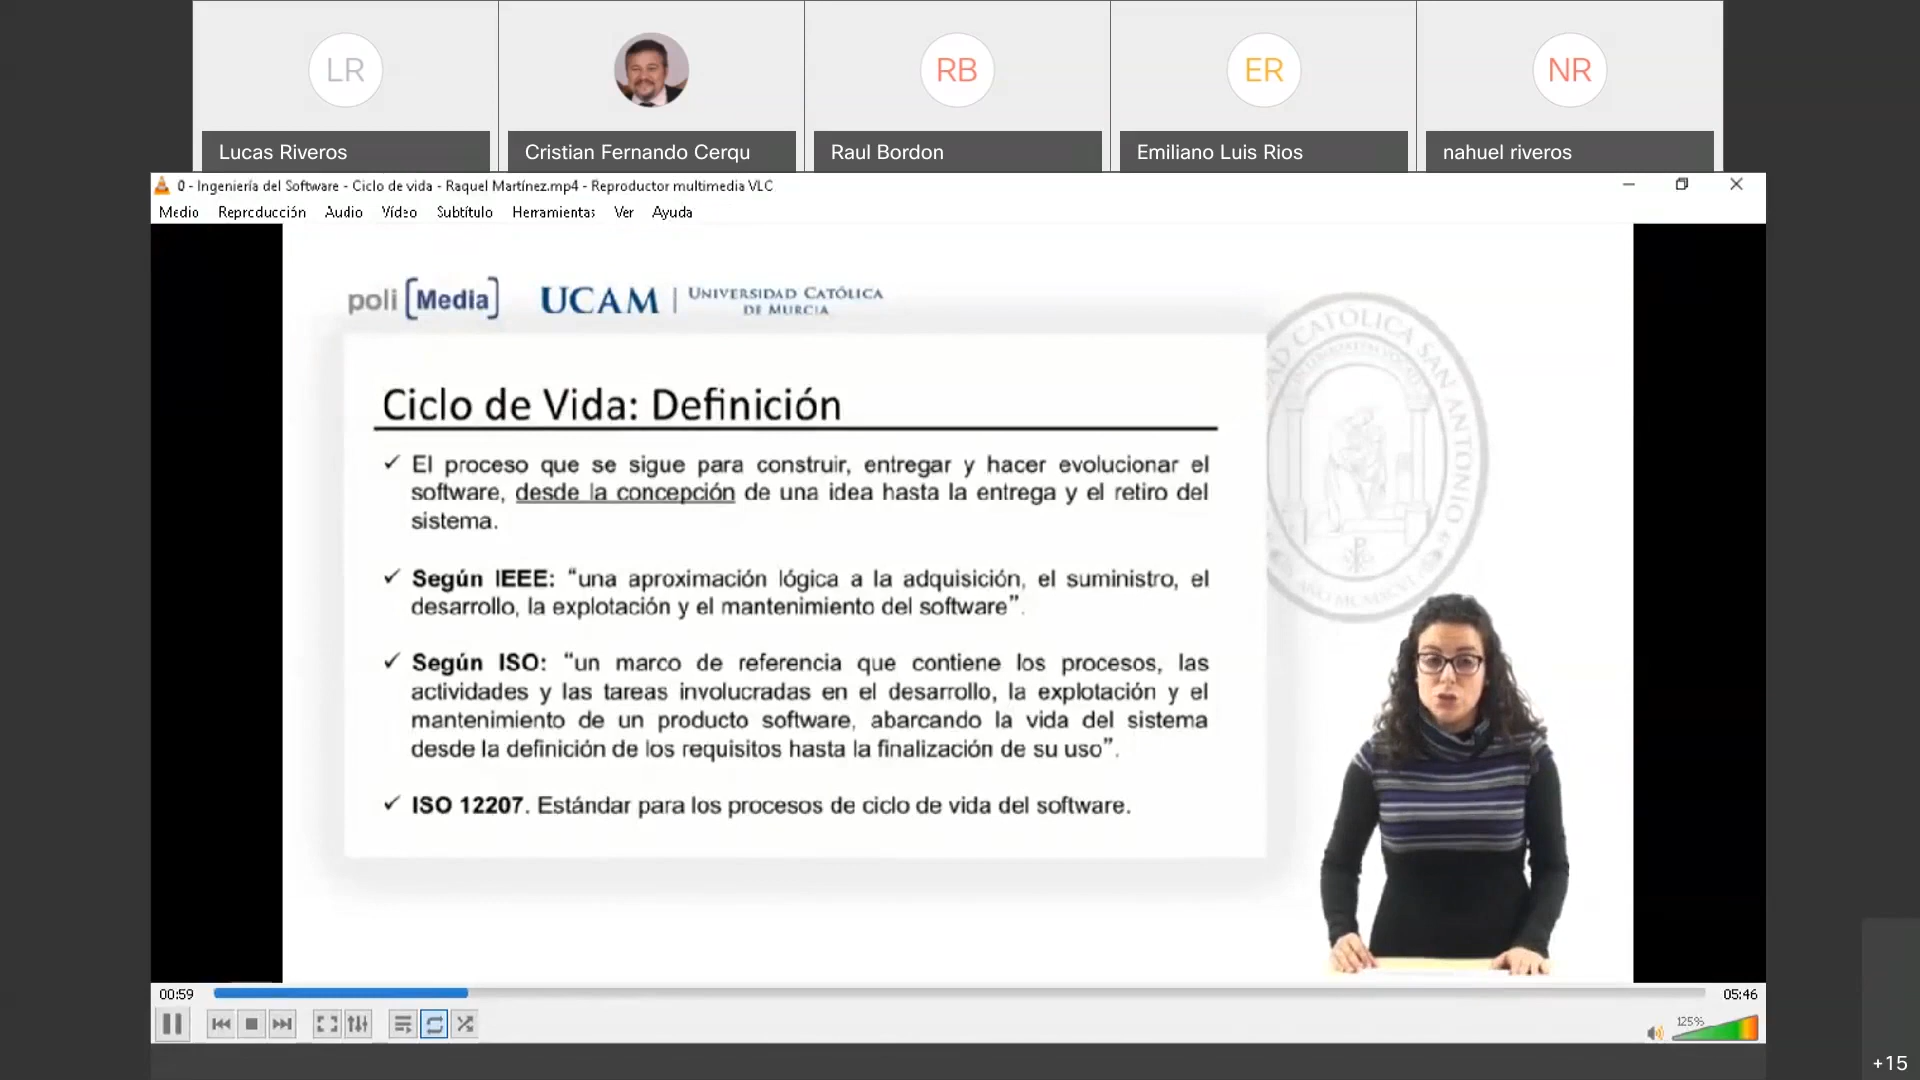 LR
RB
ER
NR
Lucas Riveros
Cristian Fernando Cerqu
Raul Bordon
Emiliano Luis Rios
nahuel riveros
0 - Ingeniería del Software - Ciclo de vida - Raquel Martínez.mp4 - Reproductor multimedia VLC
Medio Reproducción Audio Vídeo Subtítulo Herramientas Ver Ayuda
poli [Media]
UCAM | UNIVERSIDAD CATÓLICA
DE MURCIA
Ciclo de Vida: Definición
✓ El proceso que se sigue para construir, entregar y hacer evolucionar el
software, desde la concepción de una idea hasta la entrega y el retiro del
sistema.
✓ Según IEEE: “una aproximación lógica a la adquisición, el suministro, el
desarrollo, la explotación y el mantenimiento del software”.
✓ Según ISO: “un marco de referencia que contiene los procesos, las
actividades y las tareas involucradas en el desarrollo, la explotación y el
mantenimiento de un producto software, abarcando la vida del sistema
desde la definición de los requisitos hasta la finalización de su uso”.
✓ ISO 12207. Estándar para los procesos de ciclo de vida del software.
CATOLICA SAN ANTONIO
00:59
05:46
125%
+15